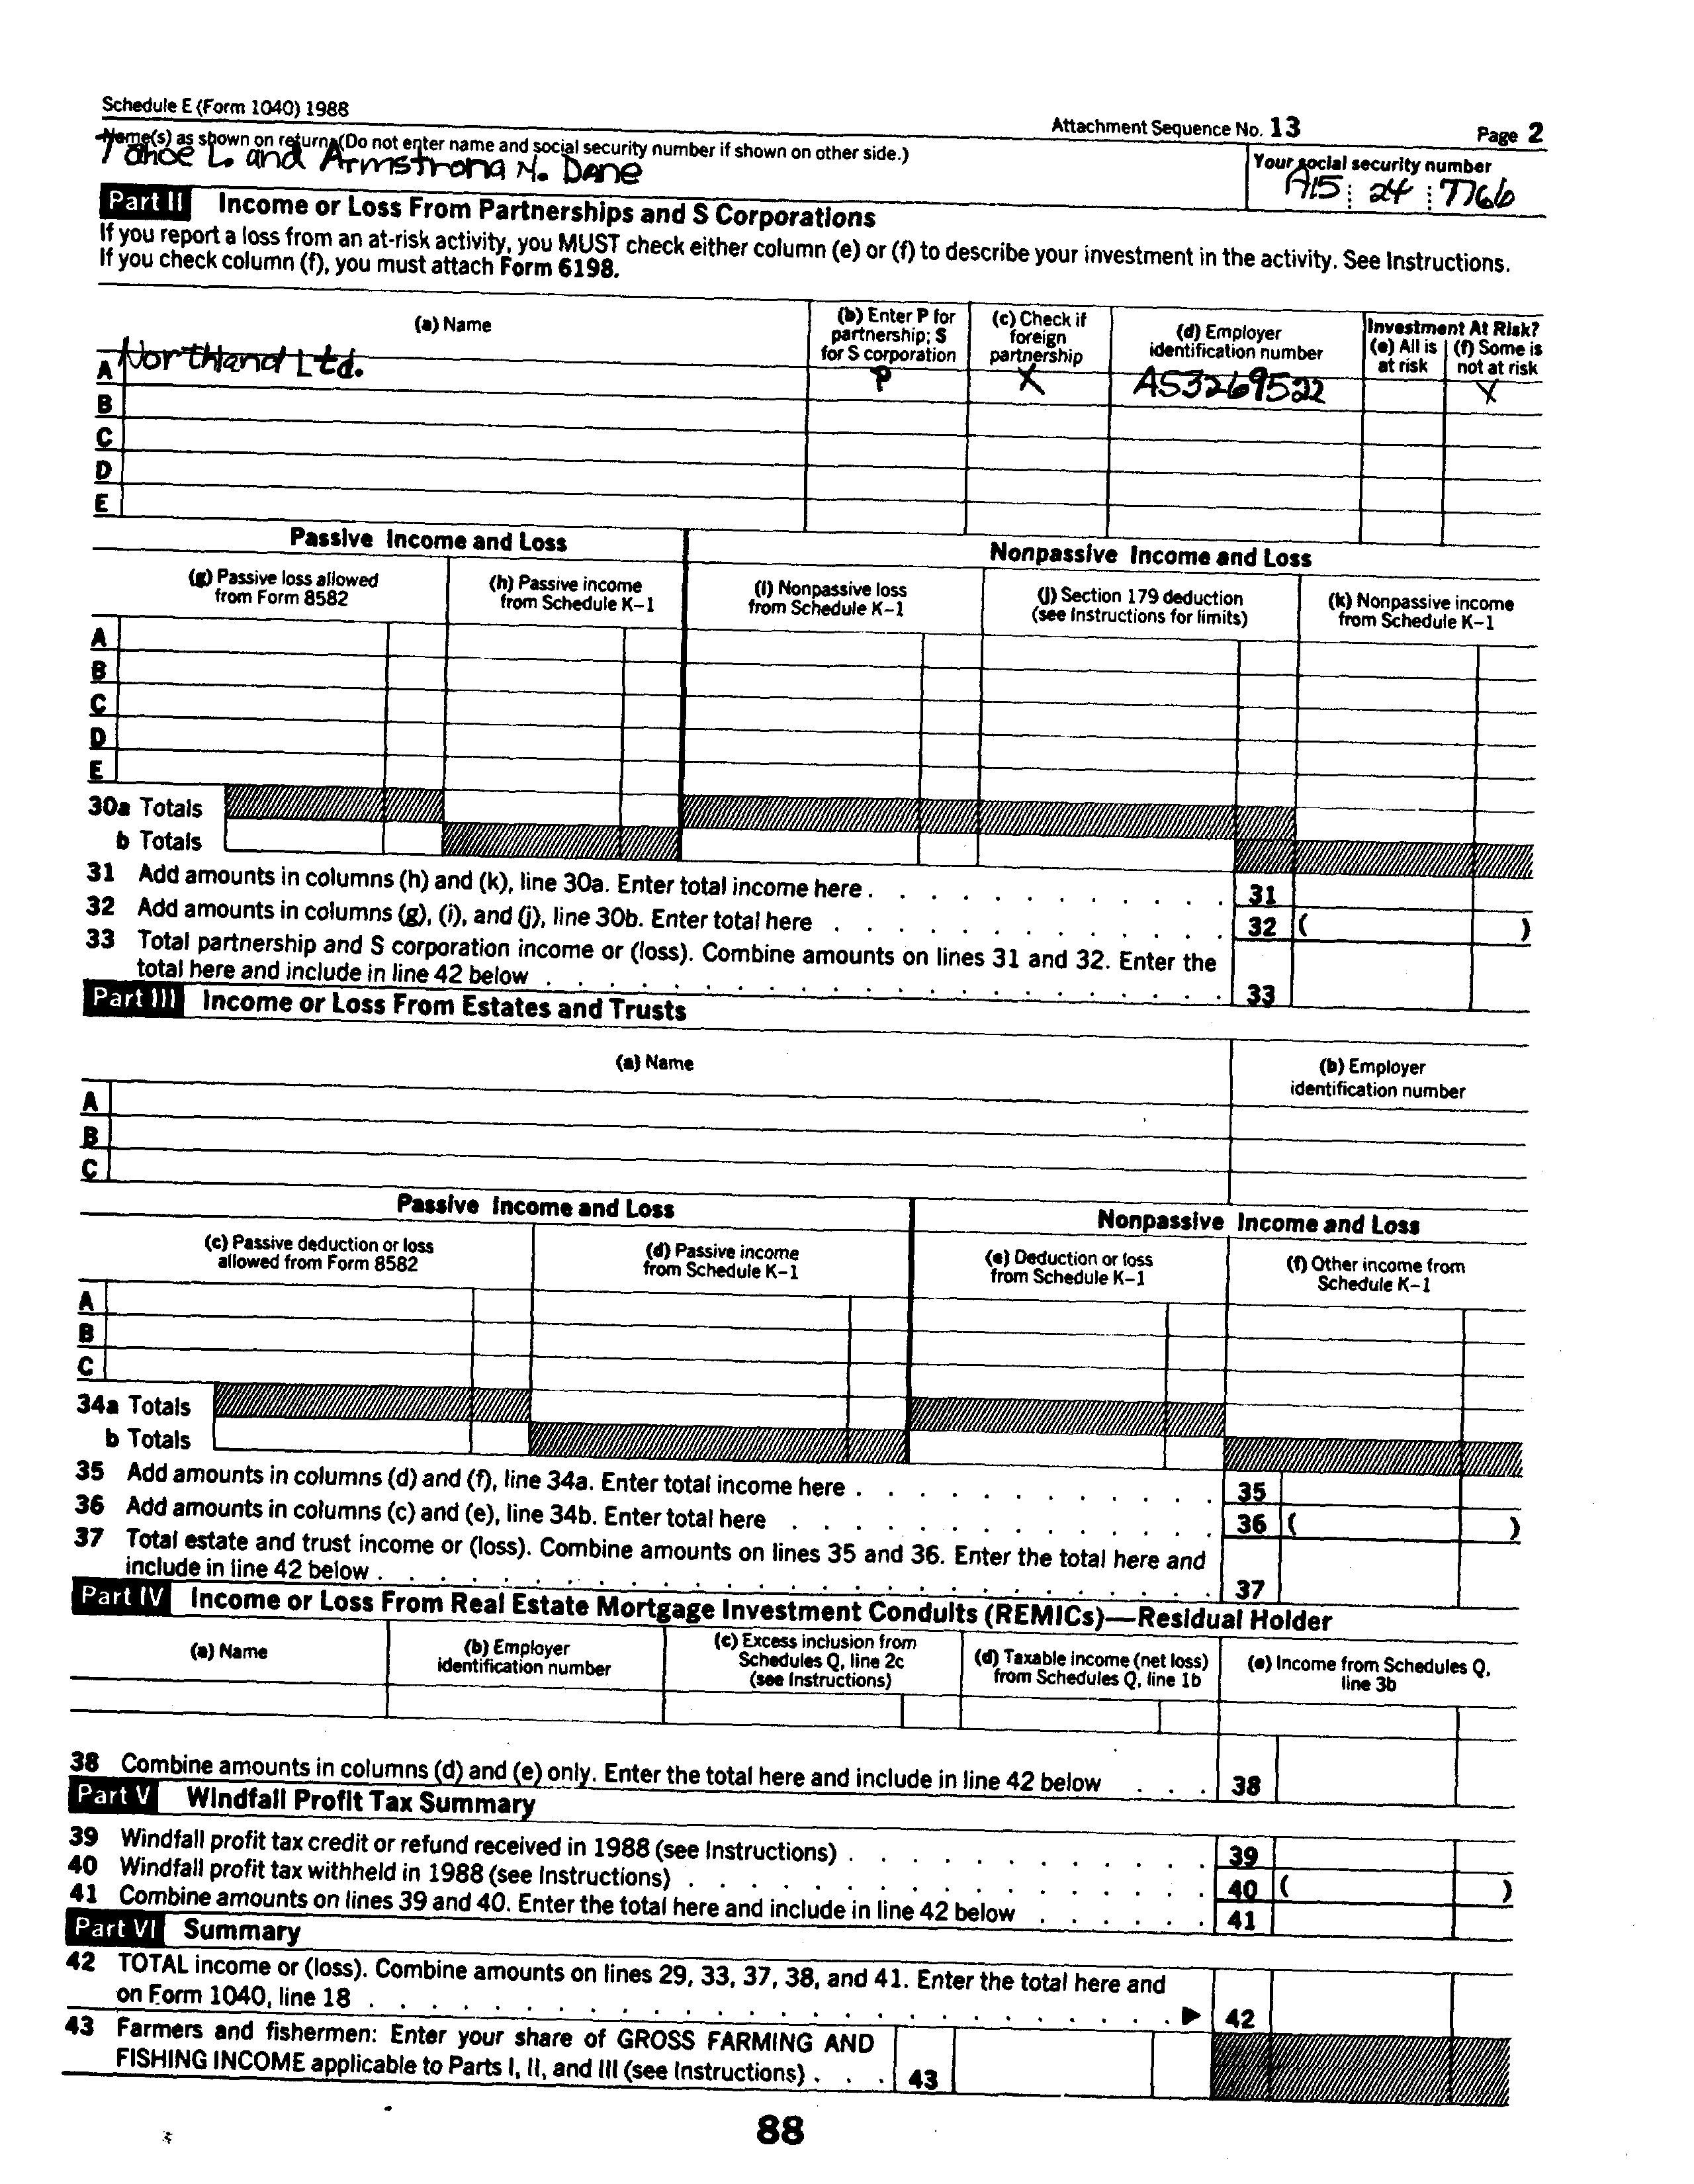 Schedule E (Form 1040) 1988
Attachment Sequence No. 13
Page 2
Name(s) as shown on return. (Do not enter name and social security number if shown on other side.)
Tahoe L. and Armstrong M. Dane
Your social security number
A15 24 7766
Part II Income or Loss From Partnerships and S Corporations
If you report a loss from an at-risk activity, you MUST check either column (e) or (f) to describe your investment in the activity. See Instructions.
If you check column (f), you must attach Form 6198.
(a) Name
(b) Enter P for partnership; S for S corporation
(c) Check if foreign partnership
(d) Employer identification number
Investment At Risk?
(e) All is at risk
(f) Some is not at risk
A Northland Ltd. P X A53269522 X
B
C
D
E
Passive Income and Loss
Nonpassive Income and Loss
(g) Passive loss allowed from Form 8582
(h) Passive income from Schedule K-1
(i) Nonpassive loss from Schedule K-1
(j) Section 179 deduction (see Instructions for limits)
(k) Nonpassive income from Schedule K-1
A
B
C
D
E
30a Totals
b Totals
31 Add amounts in columns (h) and (k), line 30a. Enter total income here . . . 31
32 Add amounts in columns (g), (i), and (j), line 30b. Enter total here . . . 32 ( )
33 Total partnership and S corporation income or (loss). Combine amounts on lines 31 and 32. Enter the
total here and include in line 42 below . . . 33
Part III Income or Loss From Estates and Trusts
(a) Name
(b) Employer identification number
A
B
C
Passive Income and Loss
Nonpassive Income and Loss
(c) Passive deduction or loss allowed from Form 8582
(d) Passive income from Schedule K-1
(e) Deduction or loss from Schedule K-1
(f) Other income from Schedule K-1
A
B
C
34a Totals
b Totals
35 Add amounts in columns (d) and (f), line 34a. Enter total income here . . . 35
36 Add amounts in columns (c) and (e), line 34b. Enter total here . . . 36 ( )
37 Total estate and trust income or (loss). Combine amounts on lines 35 and 36. Enter the total here and
include in line 42 below . . . 37
Part IV Income or Loss From Real Estate Mortgage Investment Conduits (REMICs)—Residual Holder
(a) Name
(b) Employer identification number
(c) Excess inclusion from Schedules Q, line 2c (see Instructions)
(d) Taxable income (net loss) from Schedules Q, line 1b
(e) Income from Schedules Q, line 3b
38 Combine amounts in columns (d) and (e) only. Enter the total here and include in line 42 below . . . 38
Part V Windfall Profit Tax Summary
39 Windfall profit tax credit or refund received in 1988 (see Instructions) . . . 39
40 Windfall profit tax withheld in 1988 (see Instructions) . . . 40 ( )
41 Combine amounts on lines 39 and 40. Enter the total here and include in line 42 below . . . 41
Part VI Summary
42 TOTAL income or (loss). Combine amounts on lines 29, 33, 37, 38, and 41. Enter the total here and
on Form 1040, line 18 . . . ▶ 42
43 Farmers and fishermen: Enter your share of GROSS FARMING AND
FISHING INCOME applicable to Parts I, II, and III (see Instructions) . . . 43
88